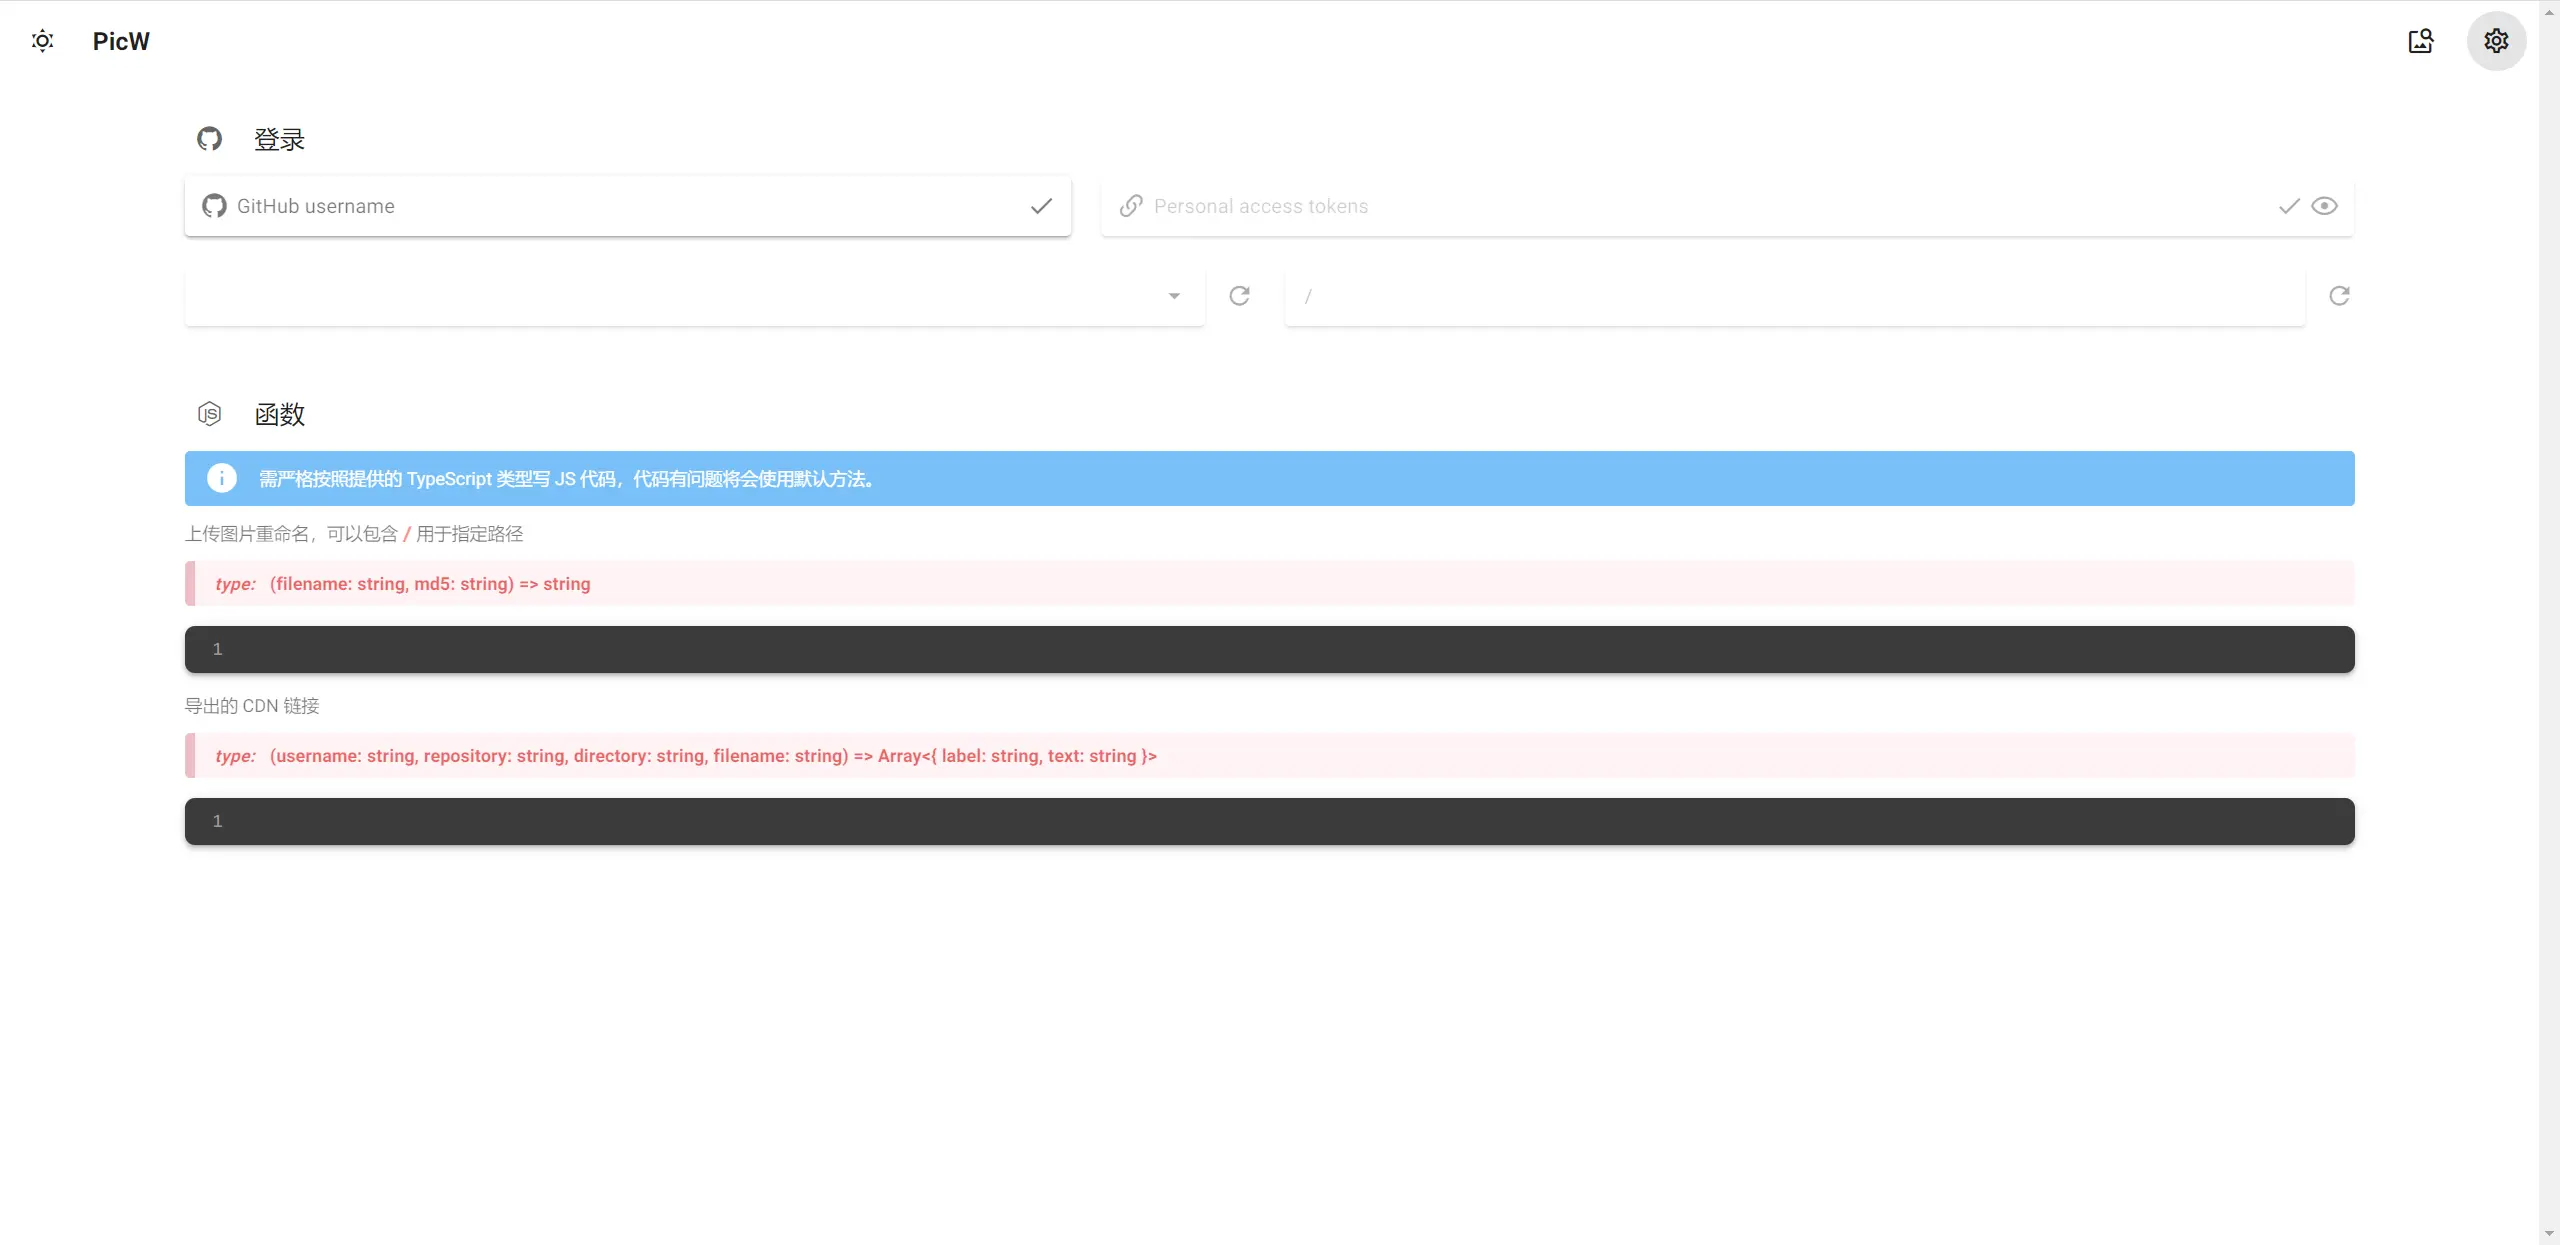 PicW
登录
GitHub username
Personal access tokens
/
JS 函数
需严格按照提供的 TypeScript 类型写 JS 代码，代码有问题将会使用默认方法。
上传图片重命名，可以包含 / 用于指定路径
type: (filename: string, md5: string) => string
1
导出的 CDN 链接
type: (username: string, repository: string, directory: string, filename: string) => Array<{ label: string, text: string }>
1